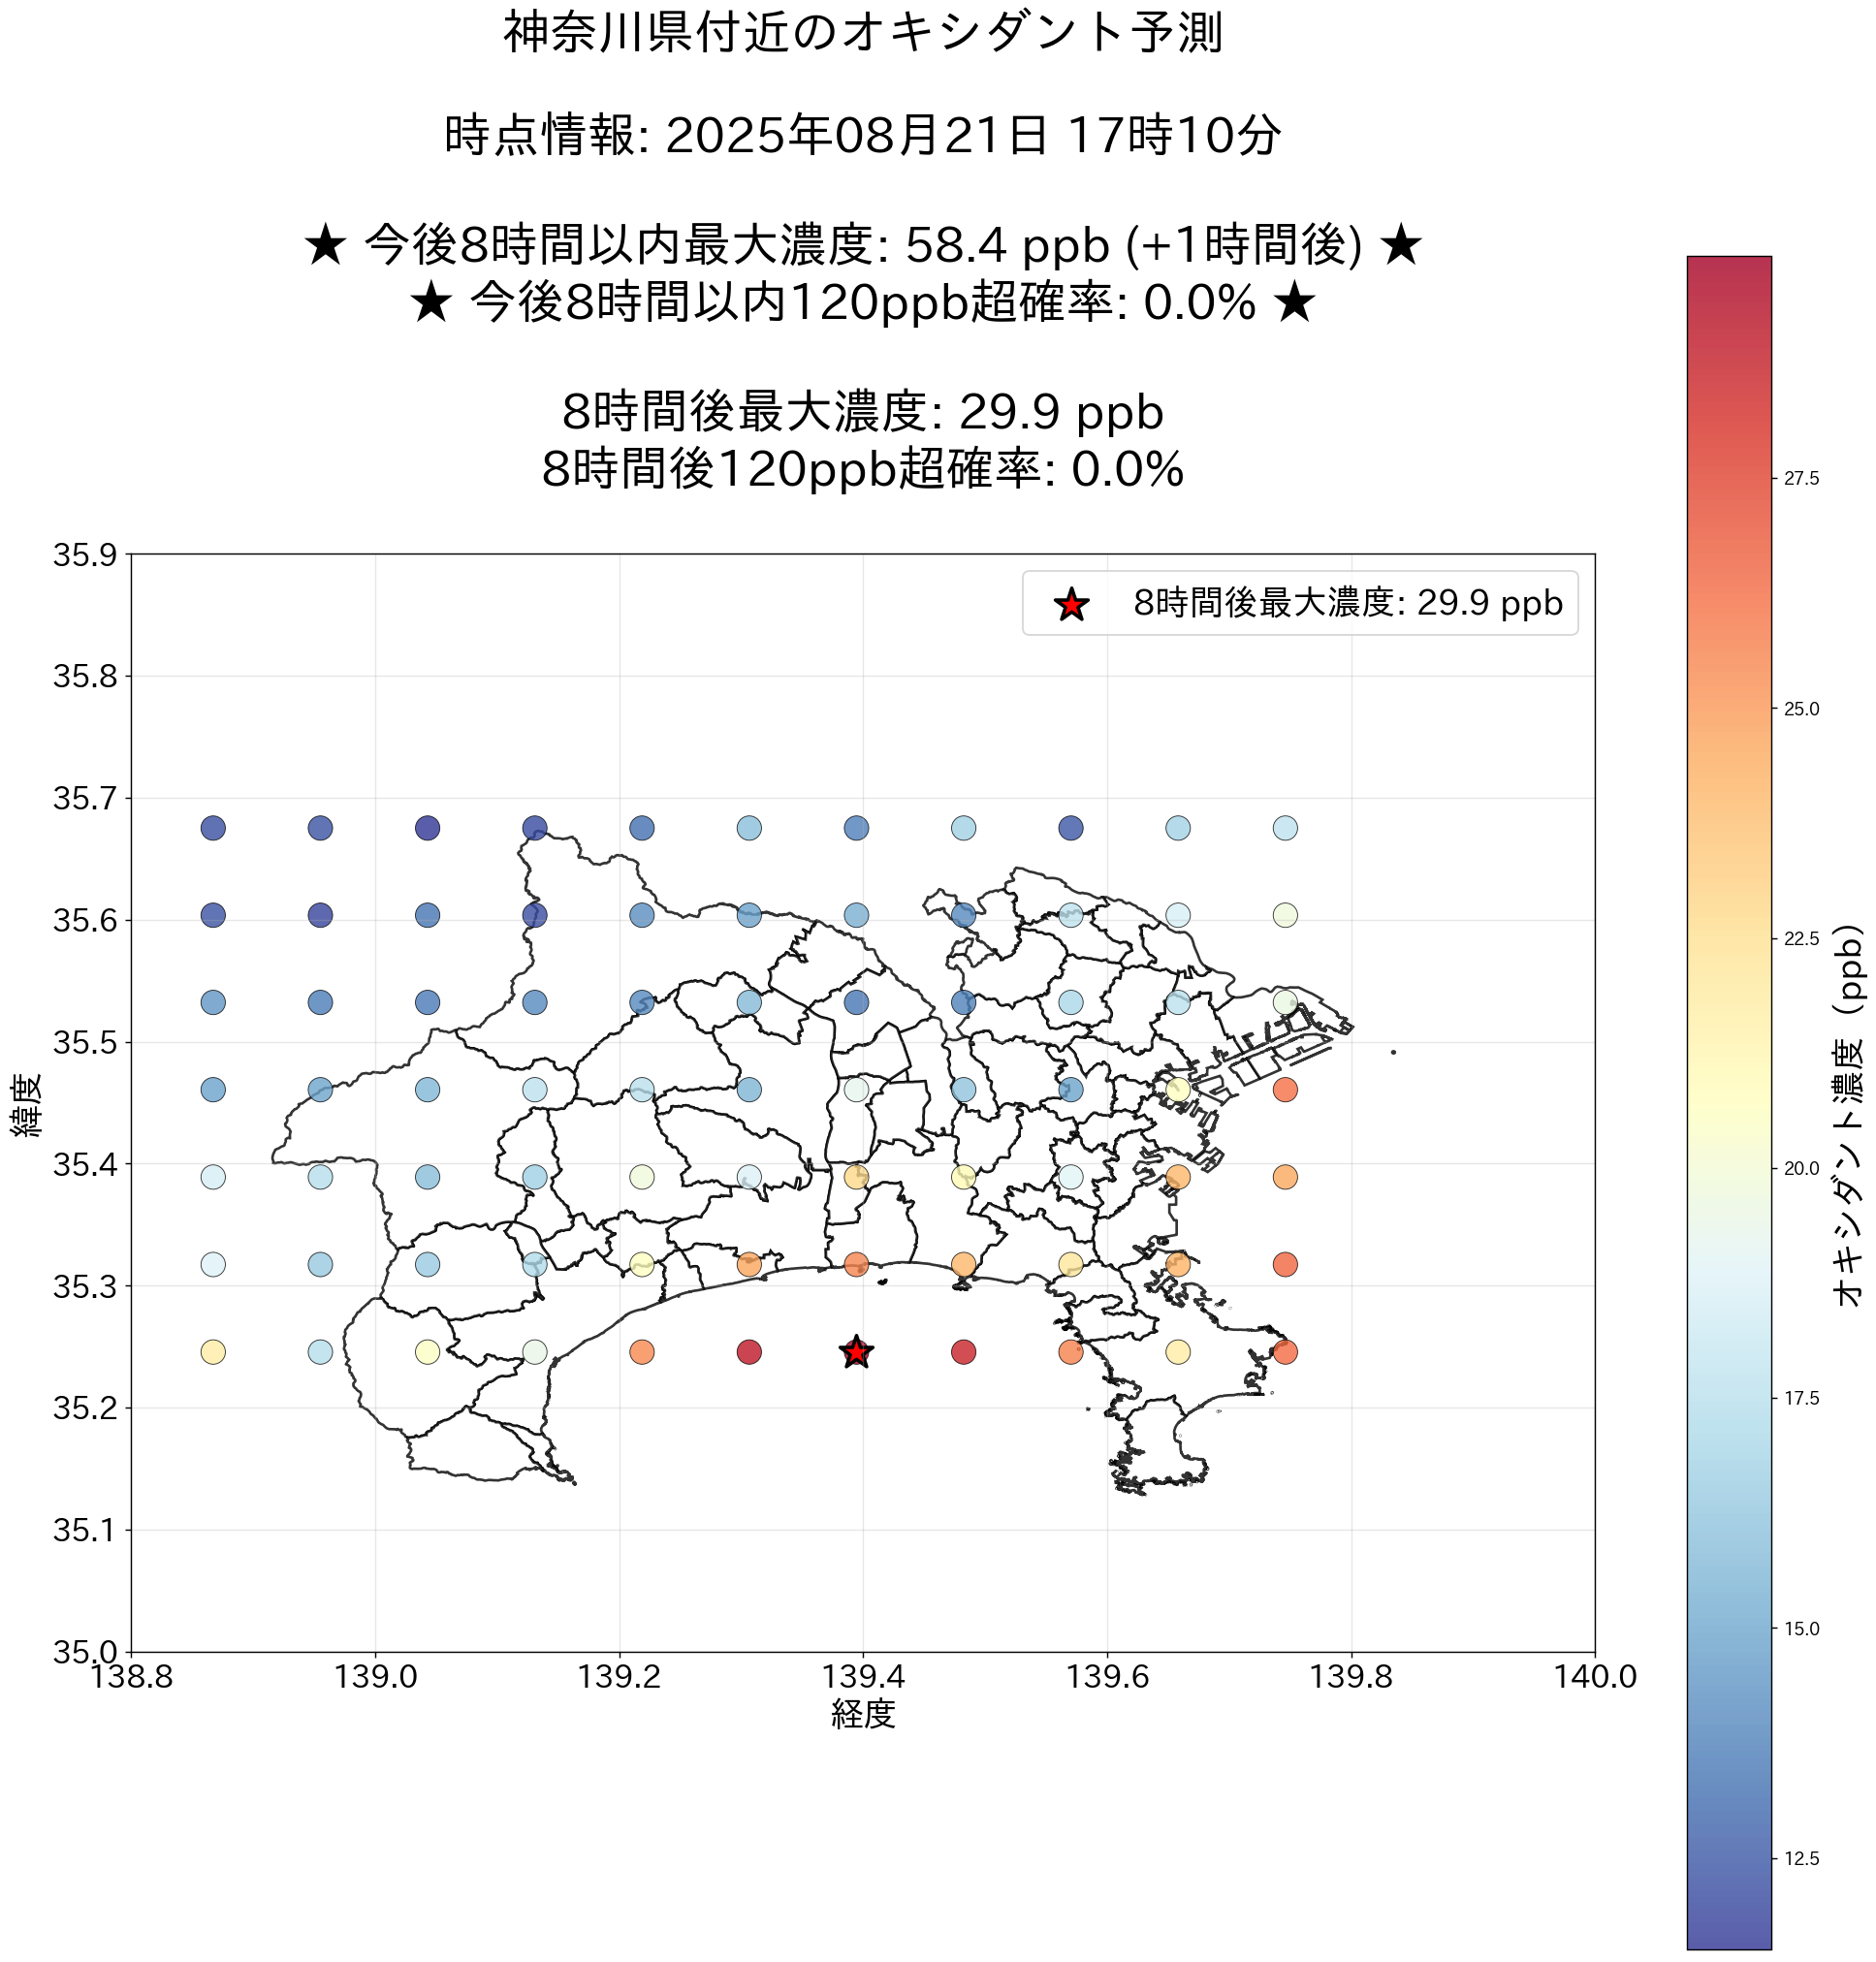 神奈川県付近のオキシダント予測
時点情報: 2025年08月21日 17時10分
★ 今後8時間以内最大濃度: 58.4 ppb (+1時間後) ★
★ 今後8時間以内120ppb超確率: 0.0% ★
8時間後最大濃度: 29.9 ppb
8時間後120ppb超確率: 0.0%
8時間後最大濃度: 29.9 ppb
35.9
35.8
35.7
35.6
35.5
35.4
35.3
35.2
35.1
35.0
緯度
138.8 139.0 139.2 139.4 139.6 139.8 140.0
経度
27.5
25.0
22.5
20.0
17.5
15.0
12.5
オキシダント濃度（ppb）